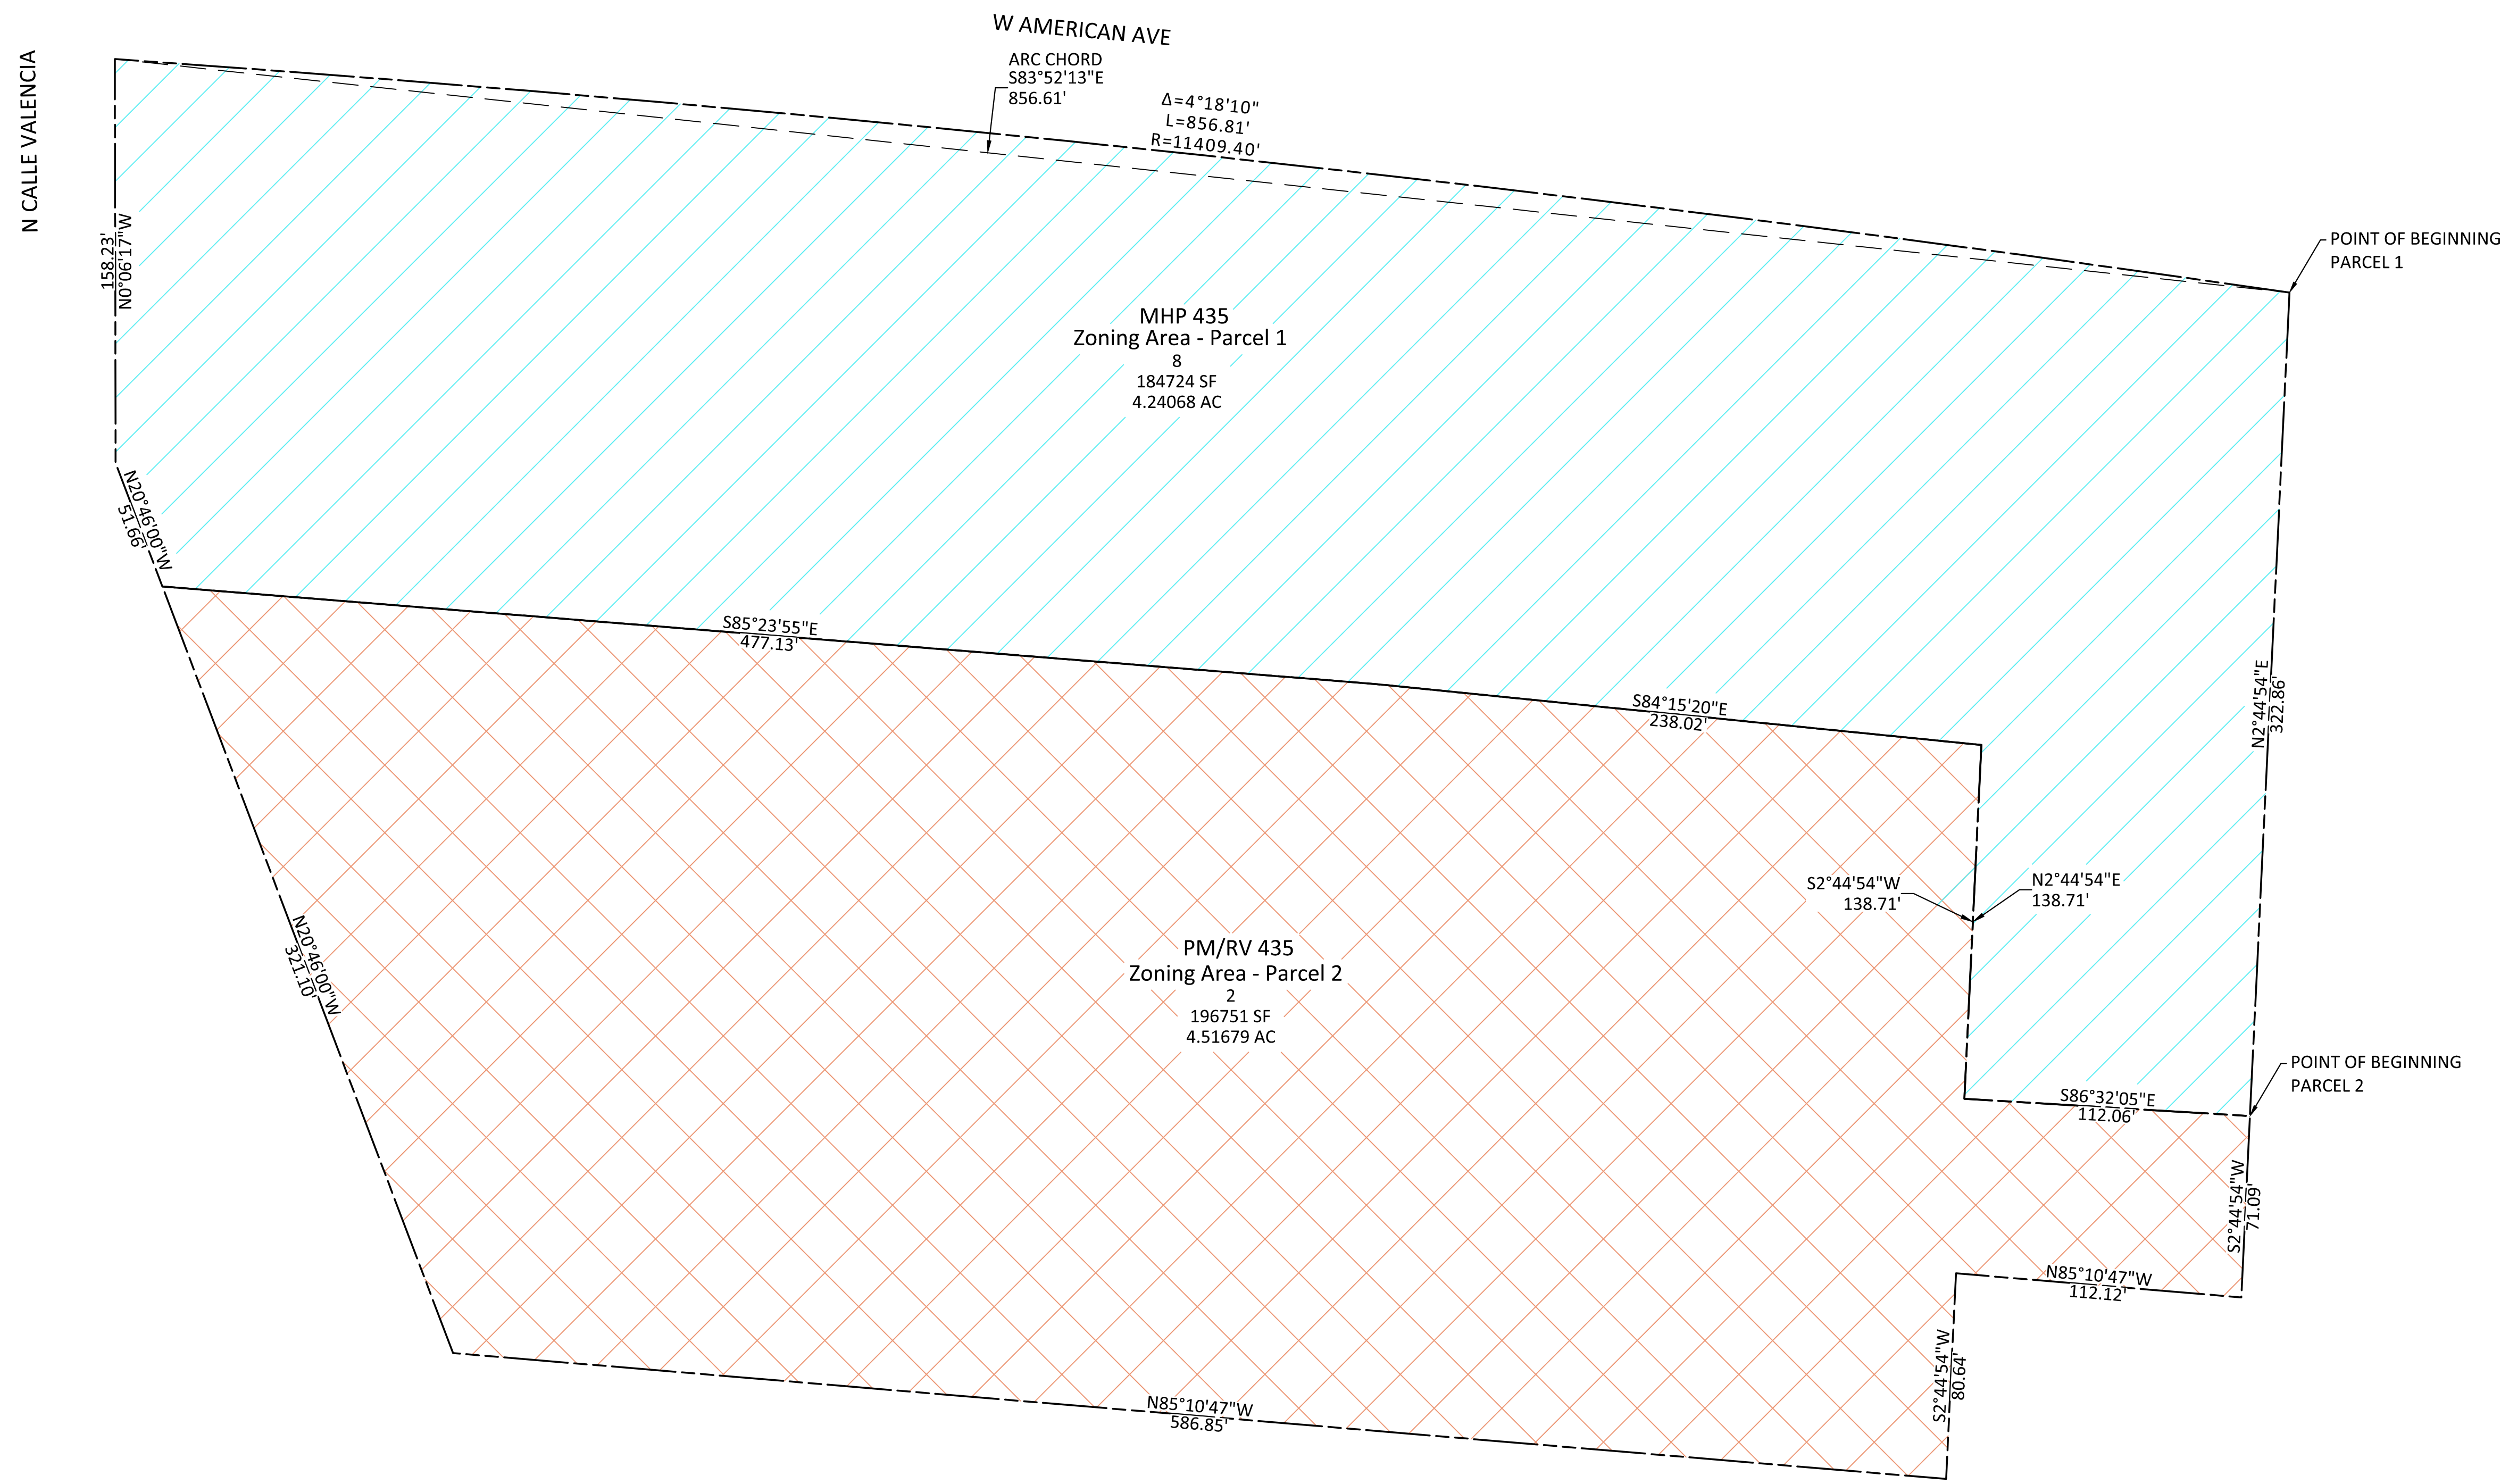 W AMERICAN AVE
N CALLE VALENCIA
ARC CHORD
S83°52'13"E
856.61'
Δ=4°18'10"
L=856.81'
R=11409.40'
158.23'
N0°06'17"W
POINT OF BEGINNING
PARCEL 1
MHP 435
Zoning Area - Parcel 1
8
184724 SF
4.24068 AC
N20°46'00"W
51.66'
S85°23'55"E
477.13'
S84°15'20"E
238.02'
N2°44'54"E
322.86'
S2°44'54"W
138.71'
N2°44'54"E
138.71'
PM/RV 435
Zoning Area - Parcel 2
2
196751 SF
4.51679 AC
N20°46'00"W
321.10'
POINT OF BEGINNING
PARCEL 2
S86°32'05"E
112.06'
S2°44'54"W
71.09'
N85°10'47"W
112.12'
S2°44'54"W
80.64'
N85°10'47"W
586.85'